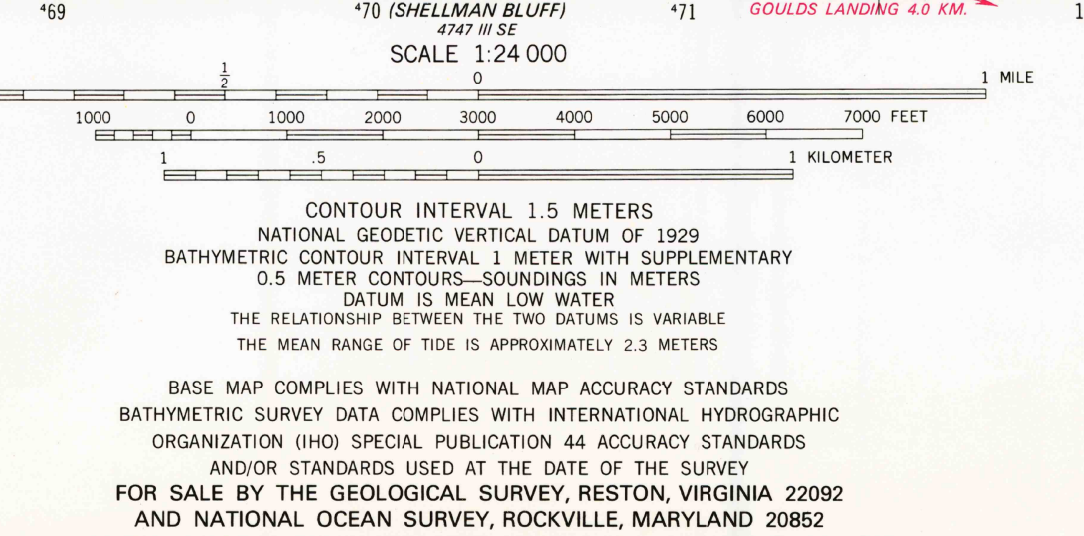 ⁴69 ⁴70 (SHELLMAN BLUFF) ⁴71 GOULDS LANDING 4.0 KM. 1
4747 III SE
SCALE 1:24 000
1/2 0 1 MILE
1000 0 1000 2000 3000 4000 5000 6000 7000 FEET
1 .5 0 1 KILOMETER
CONTOUR INTERVAL 1.5 METERS
NATIONAL GEODETIC VERTICAL DATUM OF 1929
BATHYMETRIC CONTOUR INTERVAL 1 METER WITH SUPPLEMENTARY
0.5 METER CONTOURS—SOUNDINGS IN METERS
DATUM IS MEAN LOW WATER
THE RELATIONSHIP BETWEEN THE TWO DATUMS IS VARIABLE
THE MEAN RANGE OF TIDE IS APPROXIMATELY 2.3 METERS
BASE MAP COMPLIES WITH NATIONAL MAP ACCURACY STANDARDS
BATHYMETRIC SURVEY DATA COMPLIES WITH INTERNATIONAL HYDROGRAPHIC
ORGANIZATION (IHO) SPECIAL PUBLICATION 44 ACCURACY STANDARDS
AND/OR STANDARDS USED AT THE DATE OF THE SURVEY
FOR SALE BY THE GEOLOGICAL SURVEY, RESTON, VIRGINIA 22092
AND NATIONAL OCEAN SURVEY, ROCKVILLE, MARYLAND 20852